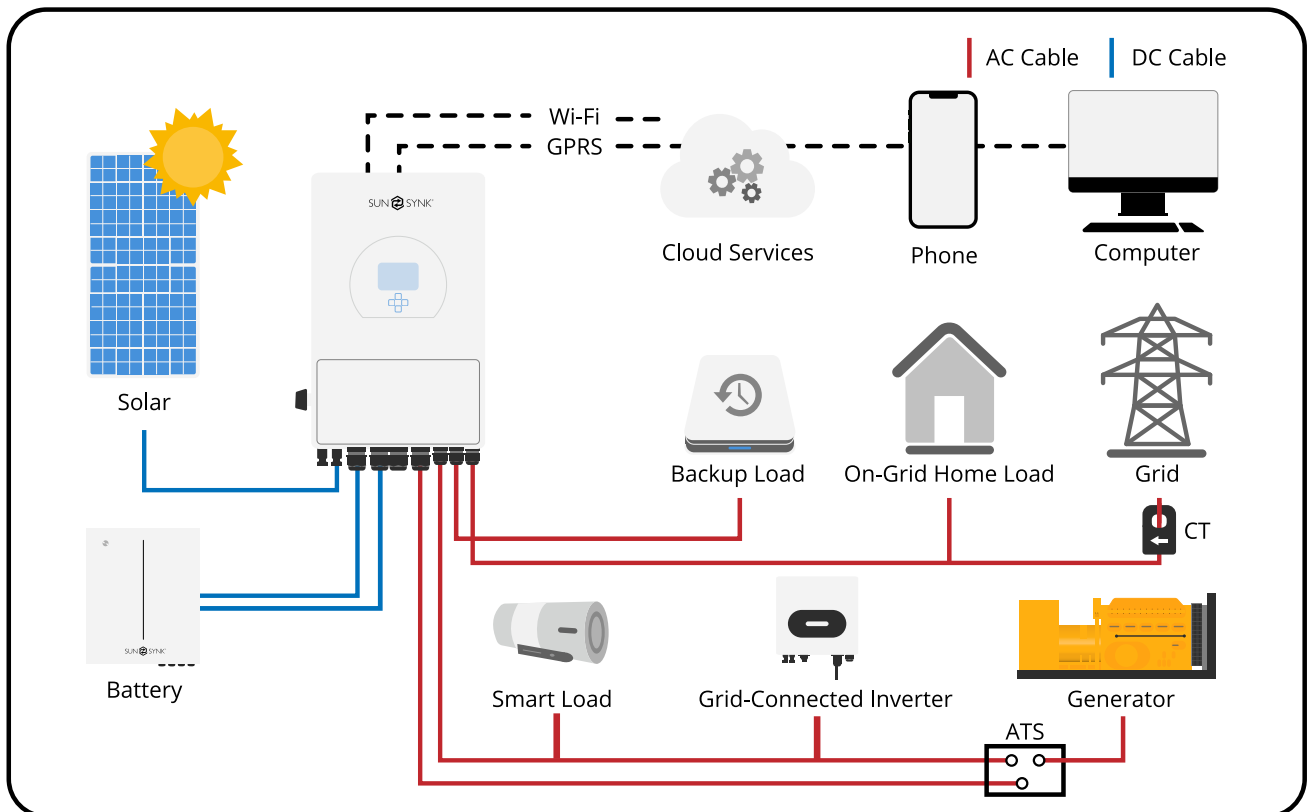 AC Cable
DC Cable
Wi-Fi
GPRS
SUN SYNK
Cloud Services
Phone
Computer
Solar
Backup Load
On-Grid Home Load
Grid
CT
SUN SYNK
Battery
Smart Load
Grid-Connected Inverter
Generator
ATS